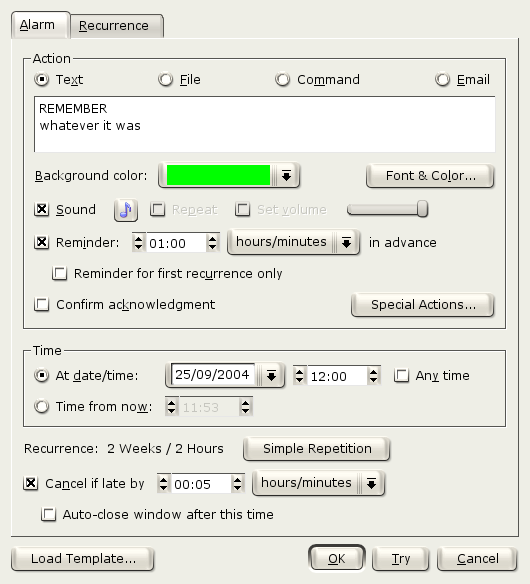 Alarm Recurrence
Action
Text File Command Email
REMEMBER
whatever it was
Background color: Font & Color...
Sound Repeat Set volume
Reminder: 01:00 hours/minutes in advance
Reminder for first recurrence only
Confirm acknowledgment Special Actions...
Time
At date/time: 25/09/2004 12:00 Any time
Time from now: 11:53
Recurrence: 2 Weeks / 2 Hours Simple Repetition
Cancel if late by 00:05 hours/minutes
Auto-close window after this time
Load Template... OK Try Cancel